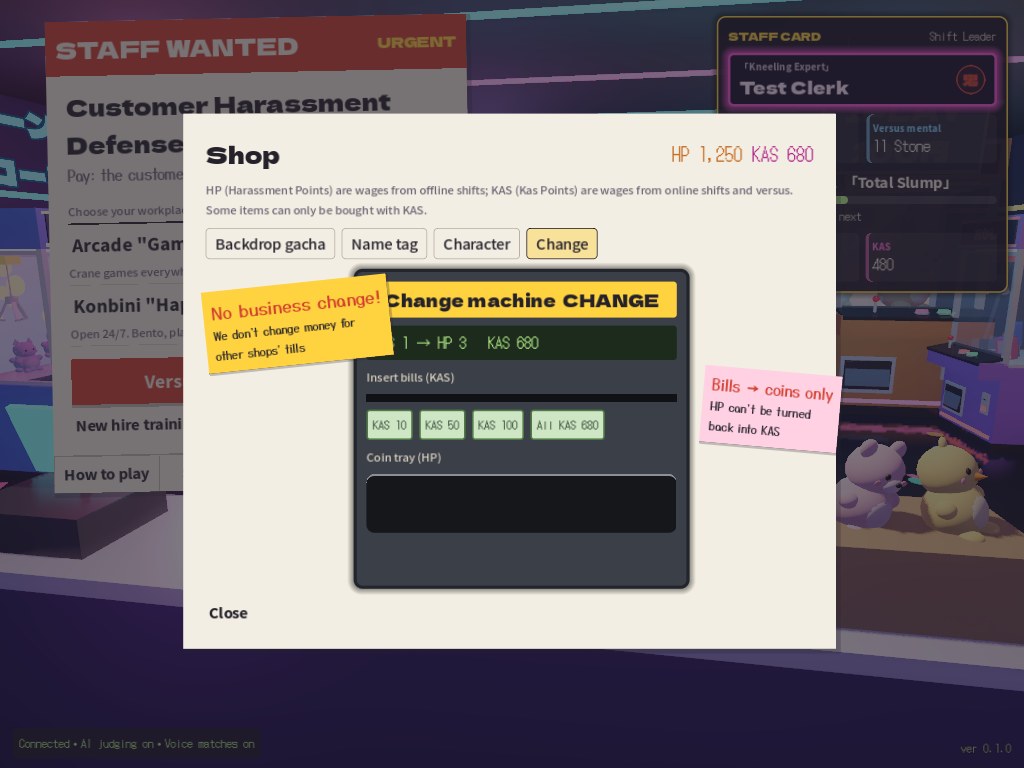 STAFF WANTED
URGENT
Customer Harassment
Defense
Pay: the custome
Choose your workplac
Arcade "Gam
Crane games everywh
Konbini "Hap
Open 24/7. Bento, pla
Vers
New hire traini
How to play
STAFF CARD
Shift Leader
「Kneeling Expert」
Test Clerk
Versus mental
11 Stone
「Total Slump」
next
KAS
480
Shop
HP 1,250 KAS 680
HP (Harassment Points) are wages from offline shifts; KAS (Kas Points) are wages from online shifts and versus.
Some items can only be bought with KAS.
Backdrop gacha
Name tag
Character
Change
No business change!
We don't change money for
other shops' tills
Change machine CHANGE
1 → HP 3 KAS 680
Insert bills (KAS)
KAS 10
KAS 50
KAS 100
All KAS 680
Coin tray (HP)
Bills → coins only
HP can't be turned
back into KAS
Close
Connected • AI judging on • Voice matches on
ver 0.1.0